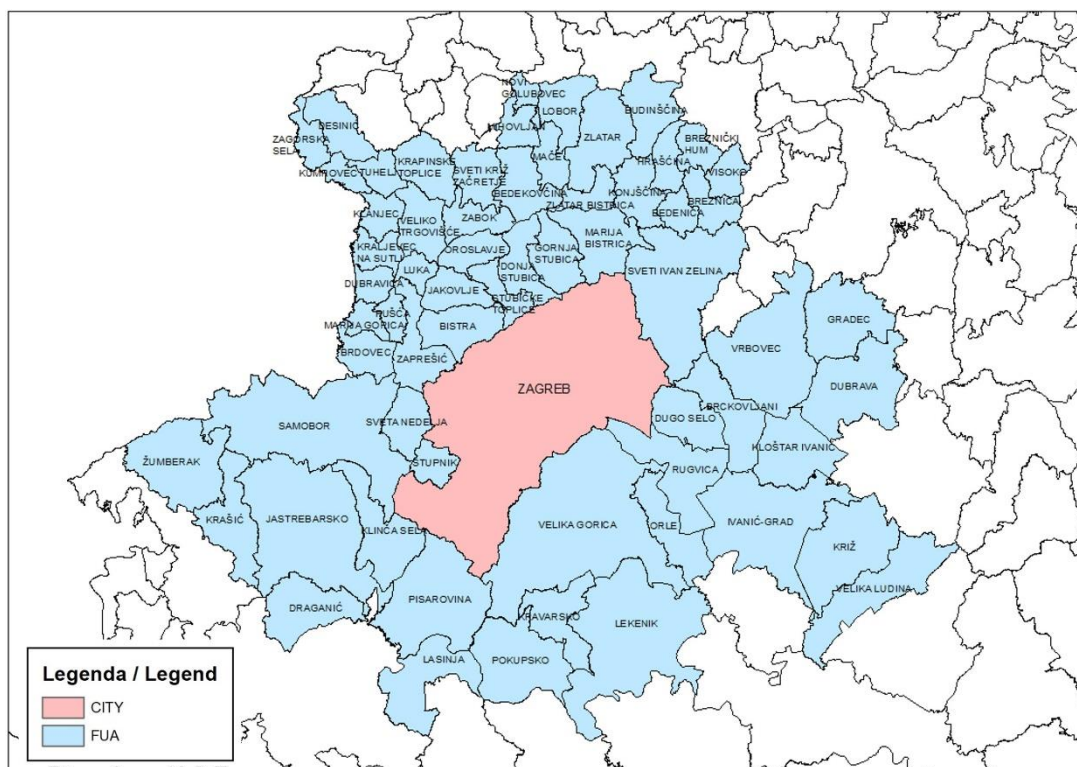 NOVI
GOLUBOVEC
LOBOR
BUDINŠČINA
DESINIĆ
MIHOVLJAN
ZLATAR
ZAGORSKA
SELA
BREZNIČKI
HUM
KRAPINSKE
TOPLICE
SVETI KRIŽ
ZAČRETJE
MAČE
HRAŠĆINA
KUMROVEC
TUHELJ
VISOKO
BEDEKOVČINA
KONJŠĆINA
ZLATAR BISTRICA
BREZNICA
BEDENICA
KLANJEC
VELIKO
TRGOVIŠĆE
ZABOK
MARIJA
BISTRICA
KRALJEVEC
NA SUTLI
OROSLAVJE
GORNJA
STUBICA
DONJA
STUBICA
LUKA
SVETI IVAN ZELINA
DUBRAVICA
JAKOVLJE
STUBIČKE
TOPLICE
PUŠĆA
MARIJA GORICA
BISTRA
GRADEC
VRBOVEC
BRDOVEC
ZAPREŠIĆ
ZAGREB
DUBRAVA
BRCKOVLJANI
SAMOBOR
SVETA NEDELJA
DUGO SELO
KLOŠTAR IVANIĆ
ŽUMBERAK
STUPNIK
RUGVICA
KRAŠIĆ
JASTREBARSKO
KLINČA SELA
VELIKA GORICA
ORLE
IVANIĆ-GRAD
KRIŽ
VELIKA LUDINA
DRAGANIĆ
PISAROVINA
KRAVARSKO
LEKENIK
LASINJA
POKUPSKO
Legenda / Legend
CITY
FUA